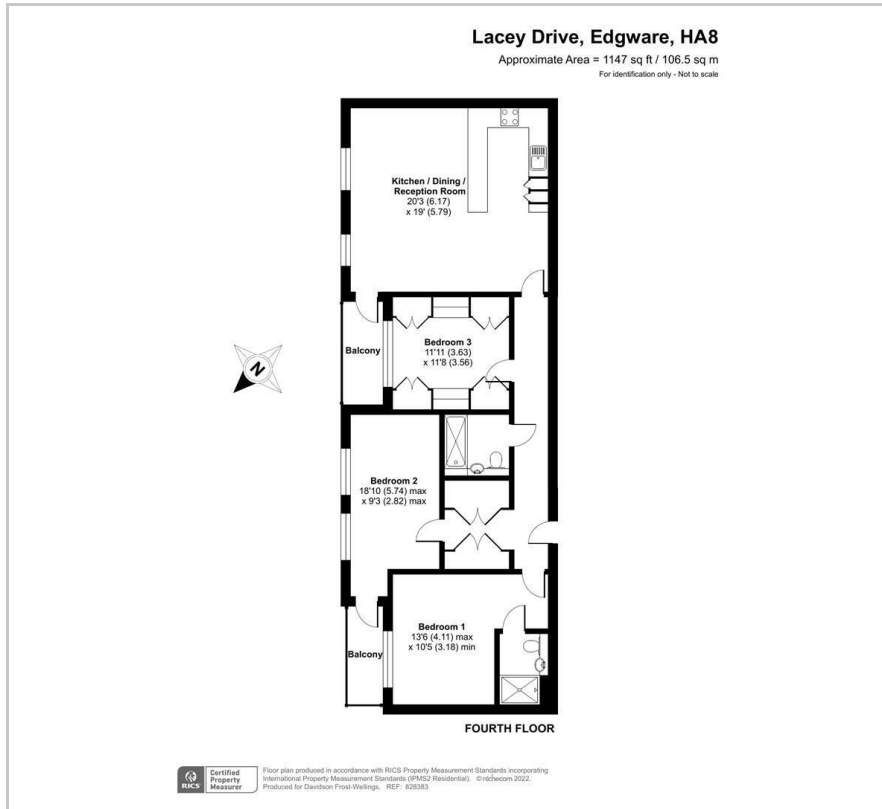 Lacey Drive, Edgware, HA8
Approximate Area = 1147 sq ft / 106.5 sq m
For identification only - Not to scale
Kitchen / Dining /
Reception Room
20'3 (6.17)
x 19' (5.79)
Balcony
Bedroom 3
11'11 (3.63)
x 11'8 (3.56)
N
Bedroom 2
18'10 (5.74) max
x 9'3 (2.82) max
Bedroom 1
13'6 (4.11) max
x 10'5 (3.18) min
Balcony
FOURTH FLOOR
RICS
Certified
Property
Measurer
Floor plan produced in accordance with RICS Property Measurement Standards incorporating
International Property Measurement Standards (IPMS2 Residential). © nichecom 2022.
Produced for Davidson Frost-Wellings. REF: 828383